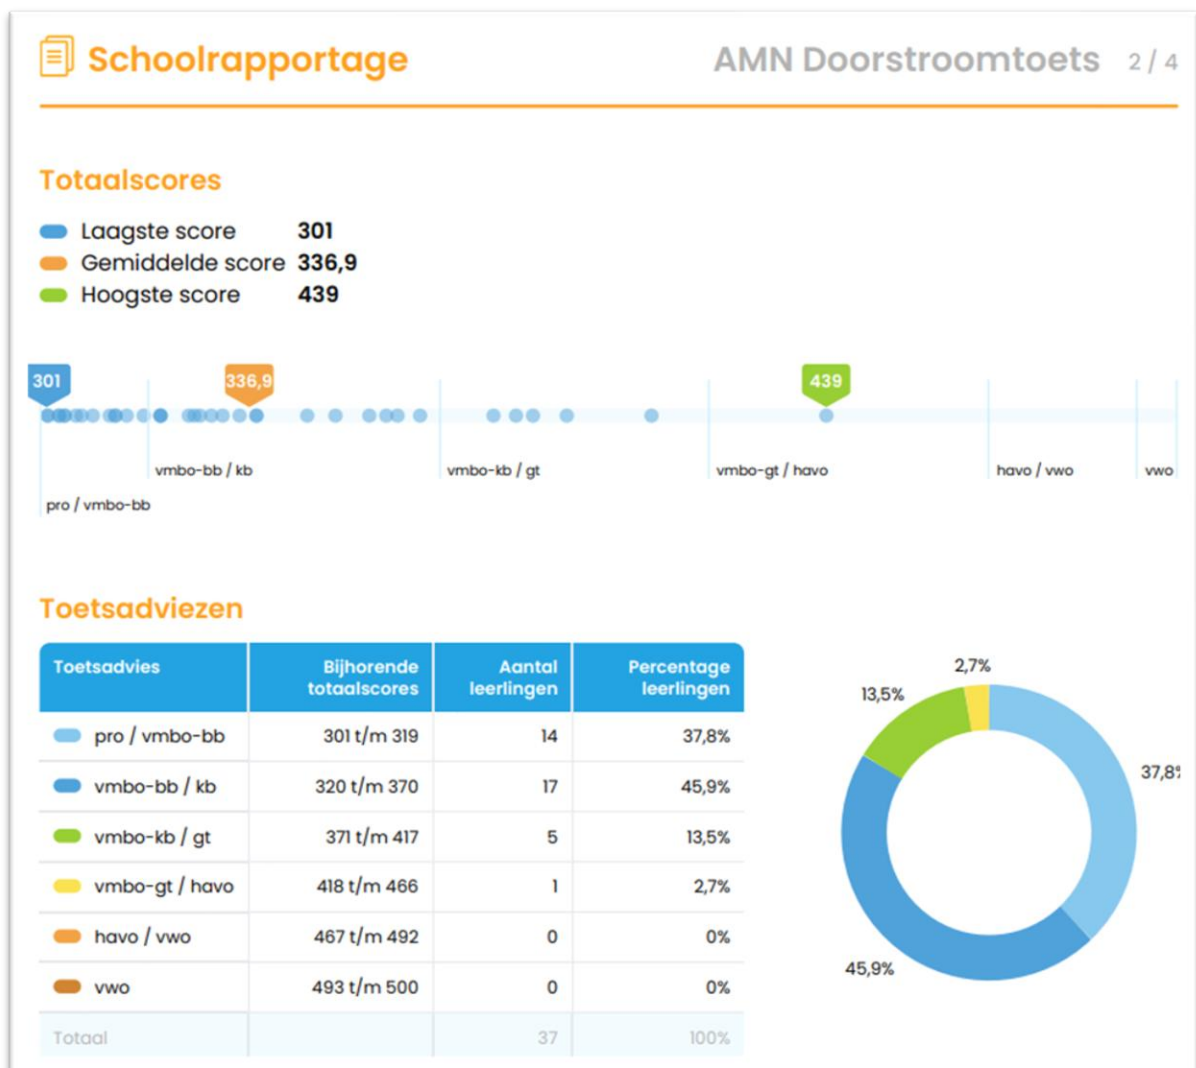 Schoolrapportage
AMN Doorstroomtoets 2 / 4
Totaalscores
Laagste score 301
Gemiddelde score 336,9
Hoogste score 439
301 336,9 439
vmbo-bb / kb vmbo-kb / gt vmbo-gt / havo havo / vwo vwo
pro / vmbo-bb
Toetsadviezen
Toetsadvies Bijhorende totaalscores Aantal leerlingen Percentage leerlingen
pro / vmbo-bb 301 t/m 319 14 37,8%
vmbo-bb / kb 320 t/m 370 17 45,9%
vmbo-kb / gt 371 t/m 417 5 13,5%
vmbo-gt / havo 418 t/m 466 1 2,7%
havo / vwo 467 t/m 492 0 0%
vwo 493 t/m 500 0 0%
Totaal 37 100%
2,7%
13,5%
37,8%
45,9%